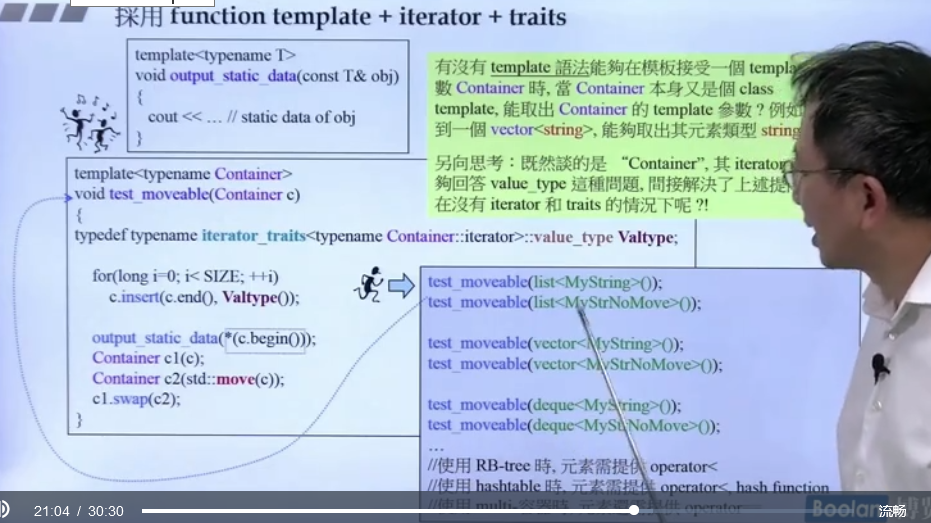 採用 function template + iterator + traits
template<typename T>
void output_static_data(const T& obj)
{
cout << ... // static data of obj
}
有沒有 template 語法能夠在模板接受一個 templa
數 Container 時, 當 Container 本身又是個 class
template, 能取出 Container 的 template 參數? 例如
到一個 vector<string>, 能夠取出其元素類型 string
另向思考：既然談的是 “Container”, 其 iterator
夠回答 value_type 這種問題, 間接解決了上述提
在沒有 iterator 和 traits 的情況下呢 ?!
template<typename Container>
void test_moveable(Container c)
{
typedef typename iterator_traits<typename Container::iterator>::value_type Valtype;
for(long i=0; i< SIZE; ++i)
c.insert(c.end(), Valtype());
output_static_data(*(c.begin()));
Container c1(c);
Container c2(std::move(c));
c1.swap(c2);
}
test_moveable(list<MyString>());
test_moveable(list<MyStrNoMove>());
test_moveable(vector<MyString>());
test_moveable(vector<MyStrNoMove>());
test_moveable(deque<MyString>());
test_moveable(deque<MyStrNoMove>());
...
//使用 RB-tree 時, 元素需提供 operator<
//使用 hashtable 時, 元素需提供 operator<, hash function
//使用 multi-容器時, 元素還需提供 operator
21:04 / 30:30
流畅
Boolan 博览